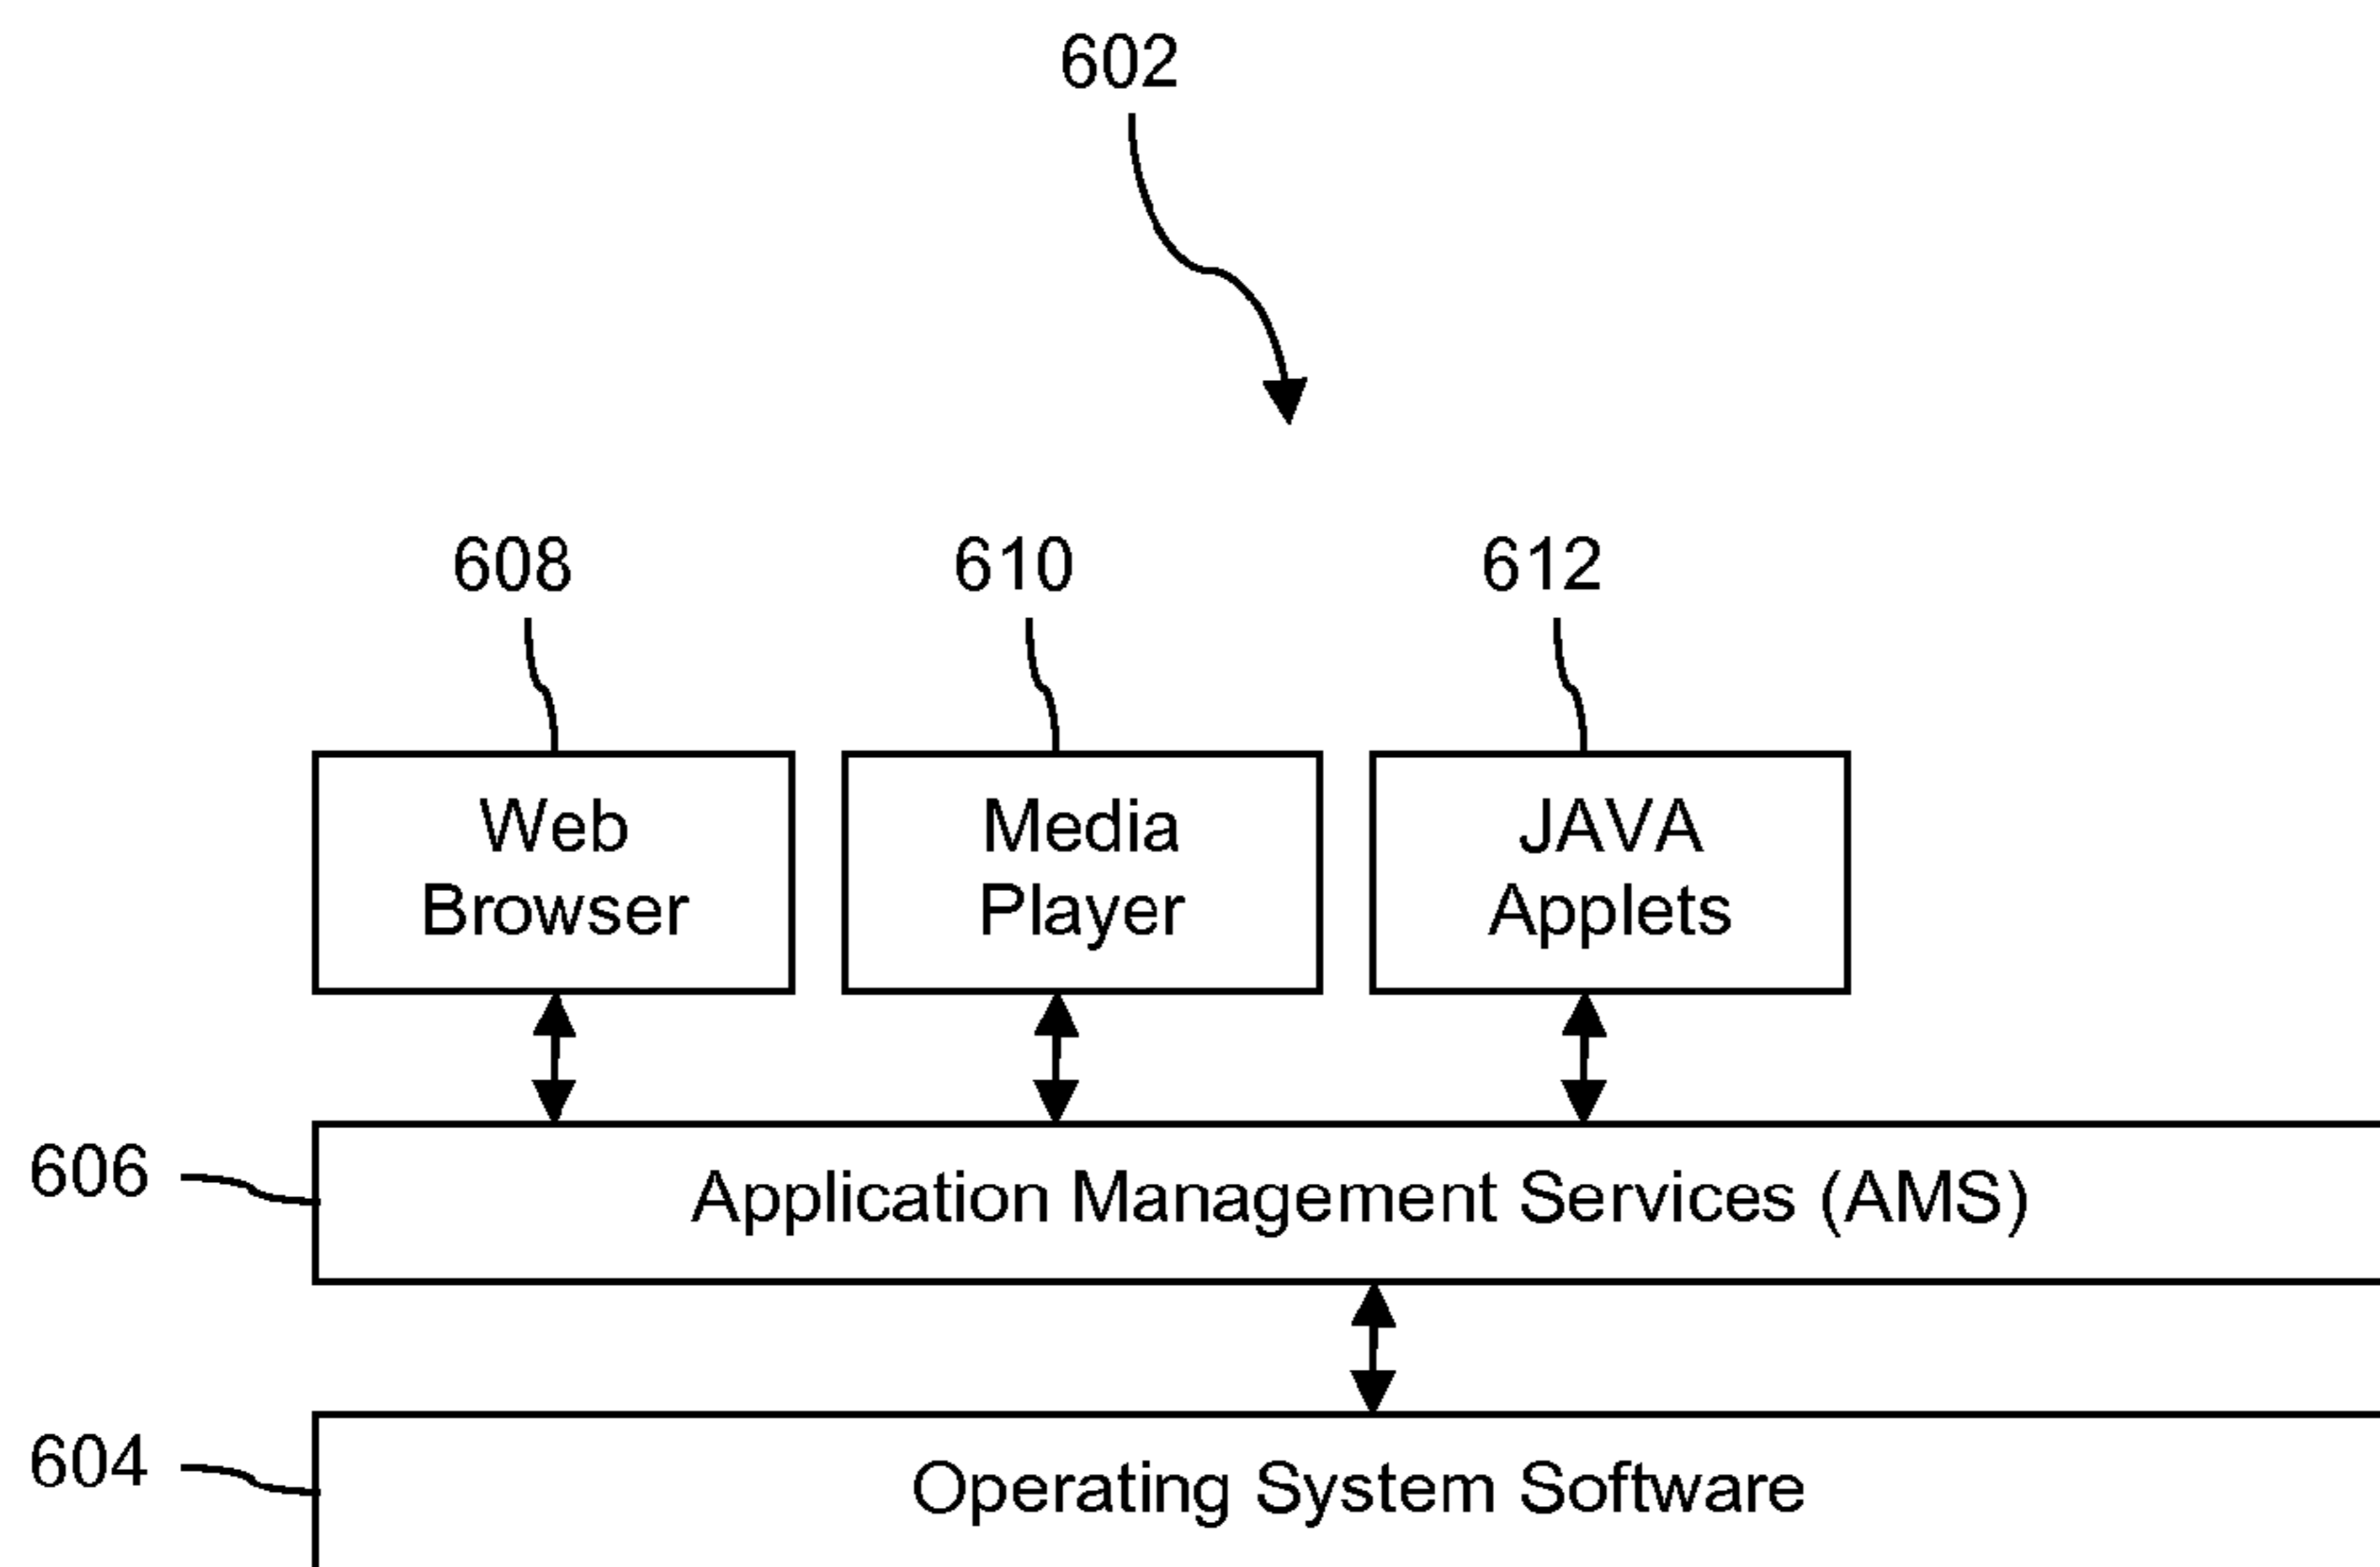 602
608
610
612
Web
Browser
Media
Player
JAVA
Applets
606
Application Management Services (AMS)
604
Operating System Software